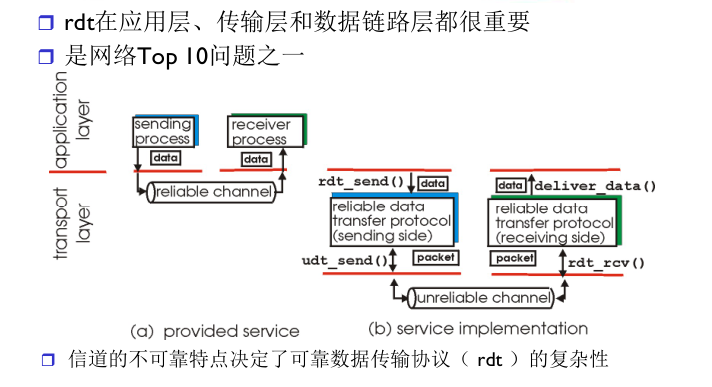 rdt在应用层、传输层和数据链路层都很重要
是网络Top 10问题之一
application
layer
transport
layer
sending
process
data
receiver
process
data
reliable channel
(a) provided service
rdt_send()
data
reliable data
transfer protocol
(sending side)
udt_send()
packet
data
deliver_data()
reliable data
transfer protocol
(receiving side)
packet
rdt_rcv()
unreliable channel
(b) service implementation
信道的不可靠特点决定了可靠数据传输协议（ rdt ）的复杂性